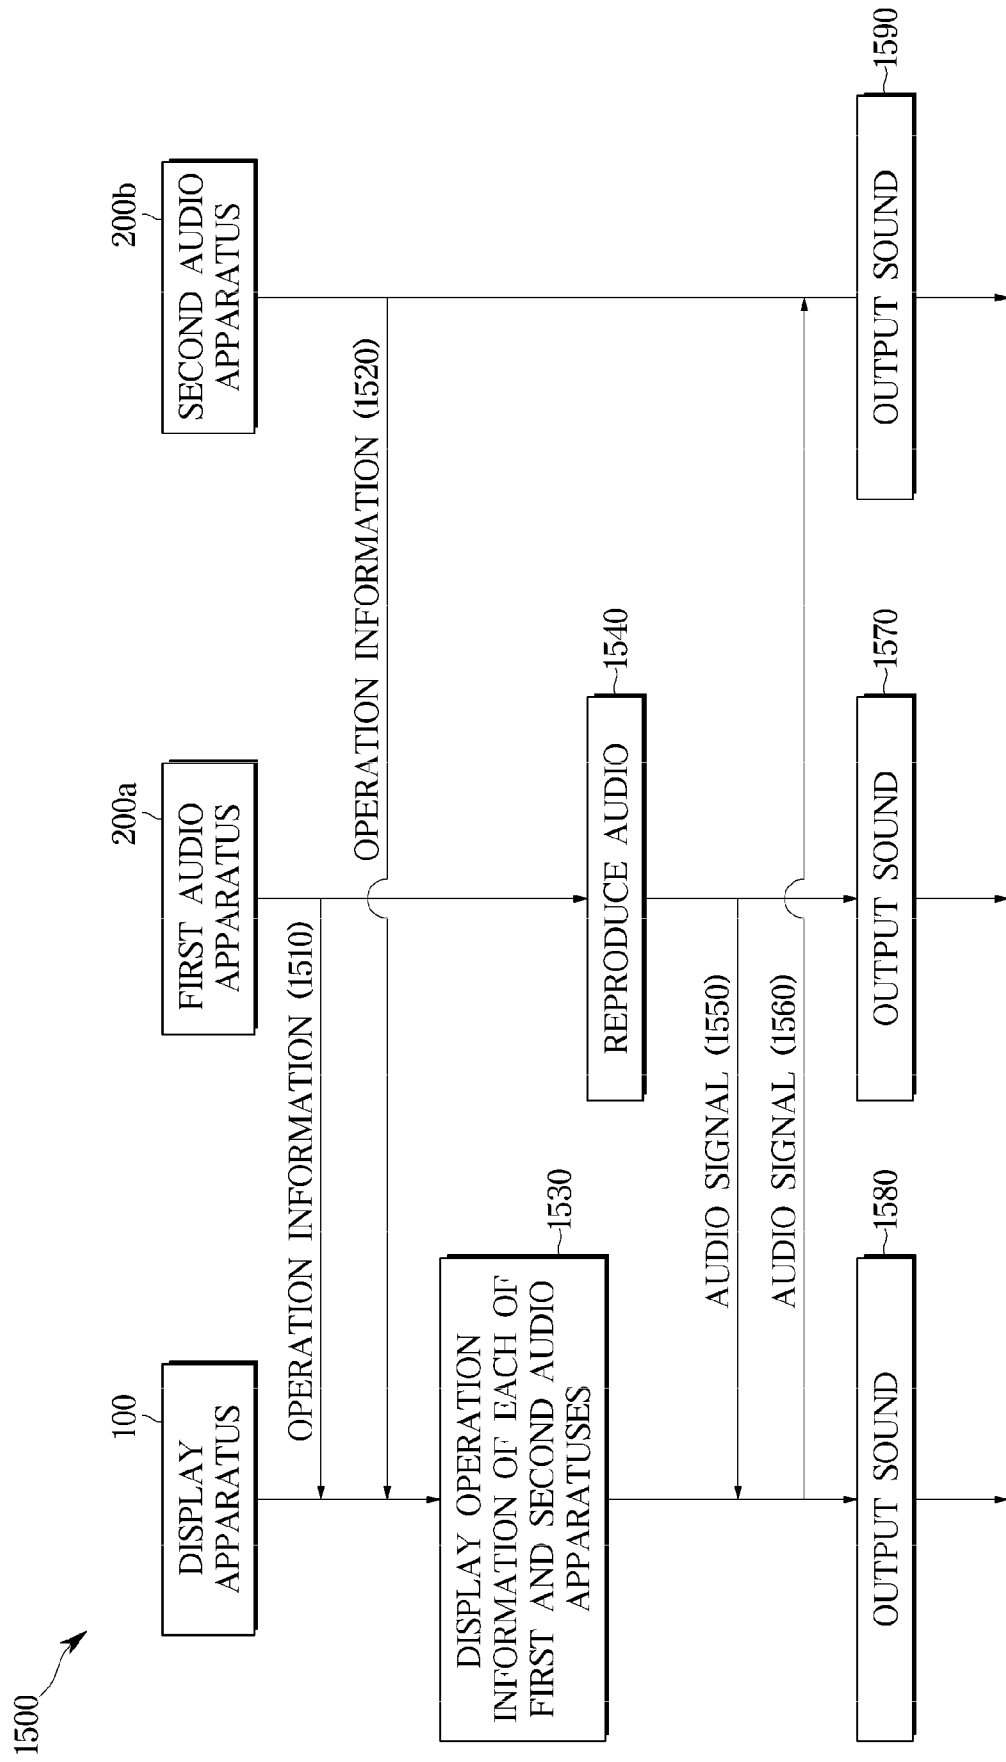 1500
100
DISPLAY
APPARATUS
200a
FIRST AUDIO
APPARATUS
200b
SECOND AUDIO
APPARATUS
OPERATION INFORMATION (1510)
OPERATION INFORMATION (1520)
1530
DISPLAY OPERATION
INFORMATION OF EACH OF
FIRST AND SECOND AUDIO
APPARATUSES
1540
REPRODUCE AUDIO
AUDIO SIGNAL (1550)
AUDIO SIGNAL (1560)
1580
OUTPUT SOUND
1570
OUTPUT SOUND
1590
OUTPUT SOUND